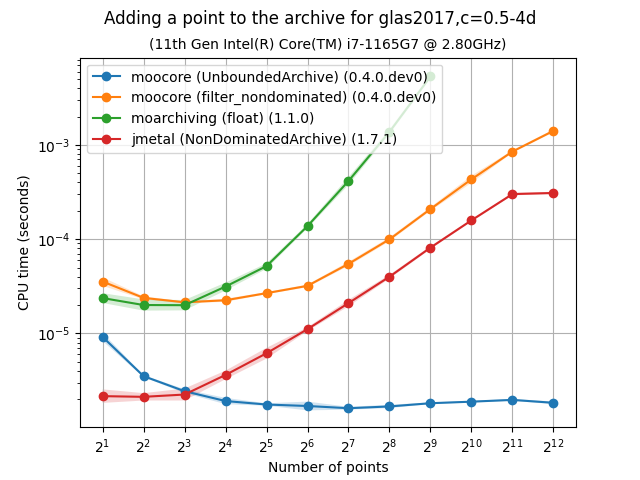 Adding a point to the archive for glas2017,c=0.5-4d
(11th Gen Intel(R) Core(TM) i7-1165G7 @ 2.80GHz)
moocore (UnboundedArchive) (0.4.0.dev0)
moocore (filter_nondominated) (0.4.0.dev0)
moarchiving (float) (1.1.0)
jmetal (NonDominatedArchive) (1.7.1)
CPU time (seconds)
10⁻³
10⁻⁴
10⁻⁵
2¹ 2² 2³ 2⁴ 2⁵ 2⁶ 2⁷ 2⁸ 2⁹ 2¹⁰ 2¹¹ 2¹²
Number of points